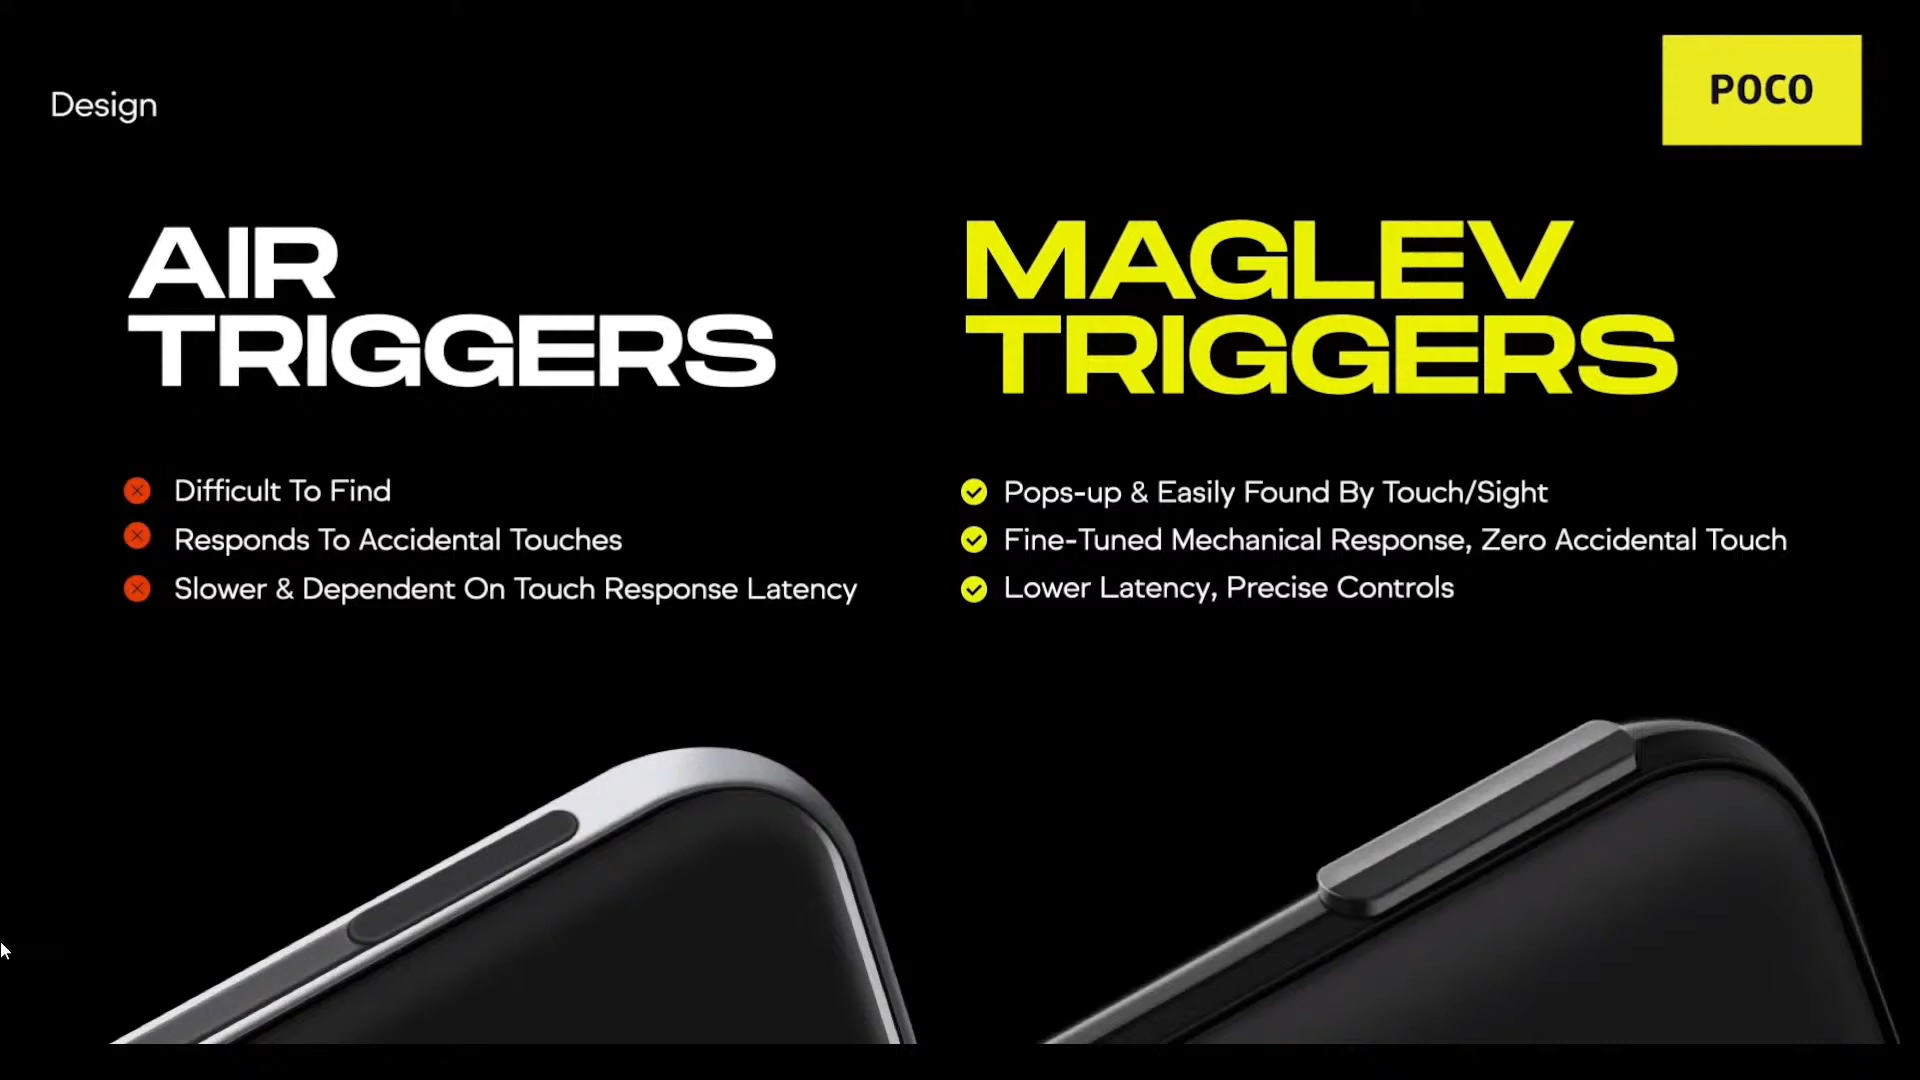 Design
POCO
AIR
TRIGGERS
Difficult To Find
Responds To Accidental Touches
Slower & Dependent On Touch Response Latency
MAGLEV
TRIGGERS
Pops-up & Easily Found By Touch/Sight
Fine-Tuned Mechanical Response, Zero Accidental Touch
Lower Latency, Precise Controls